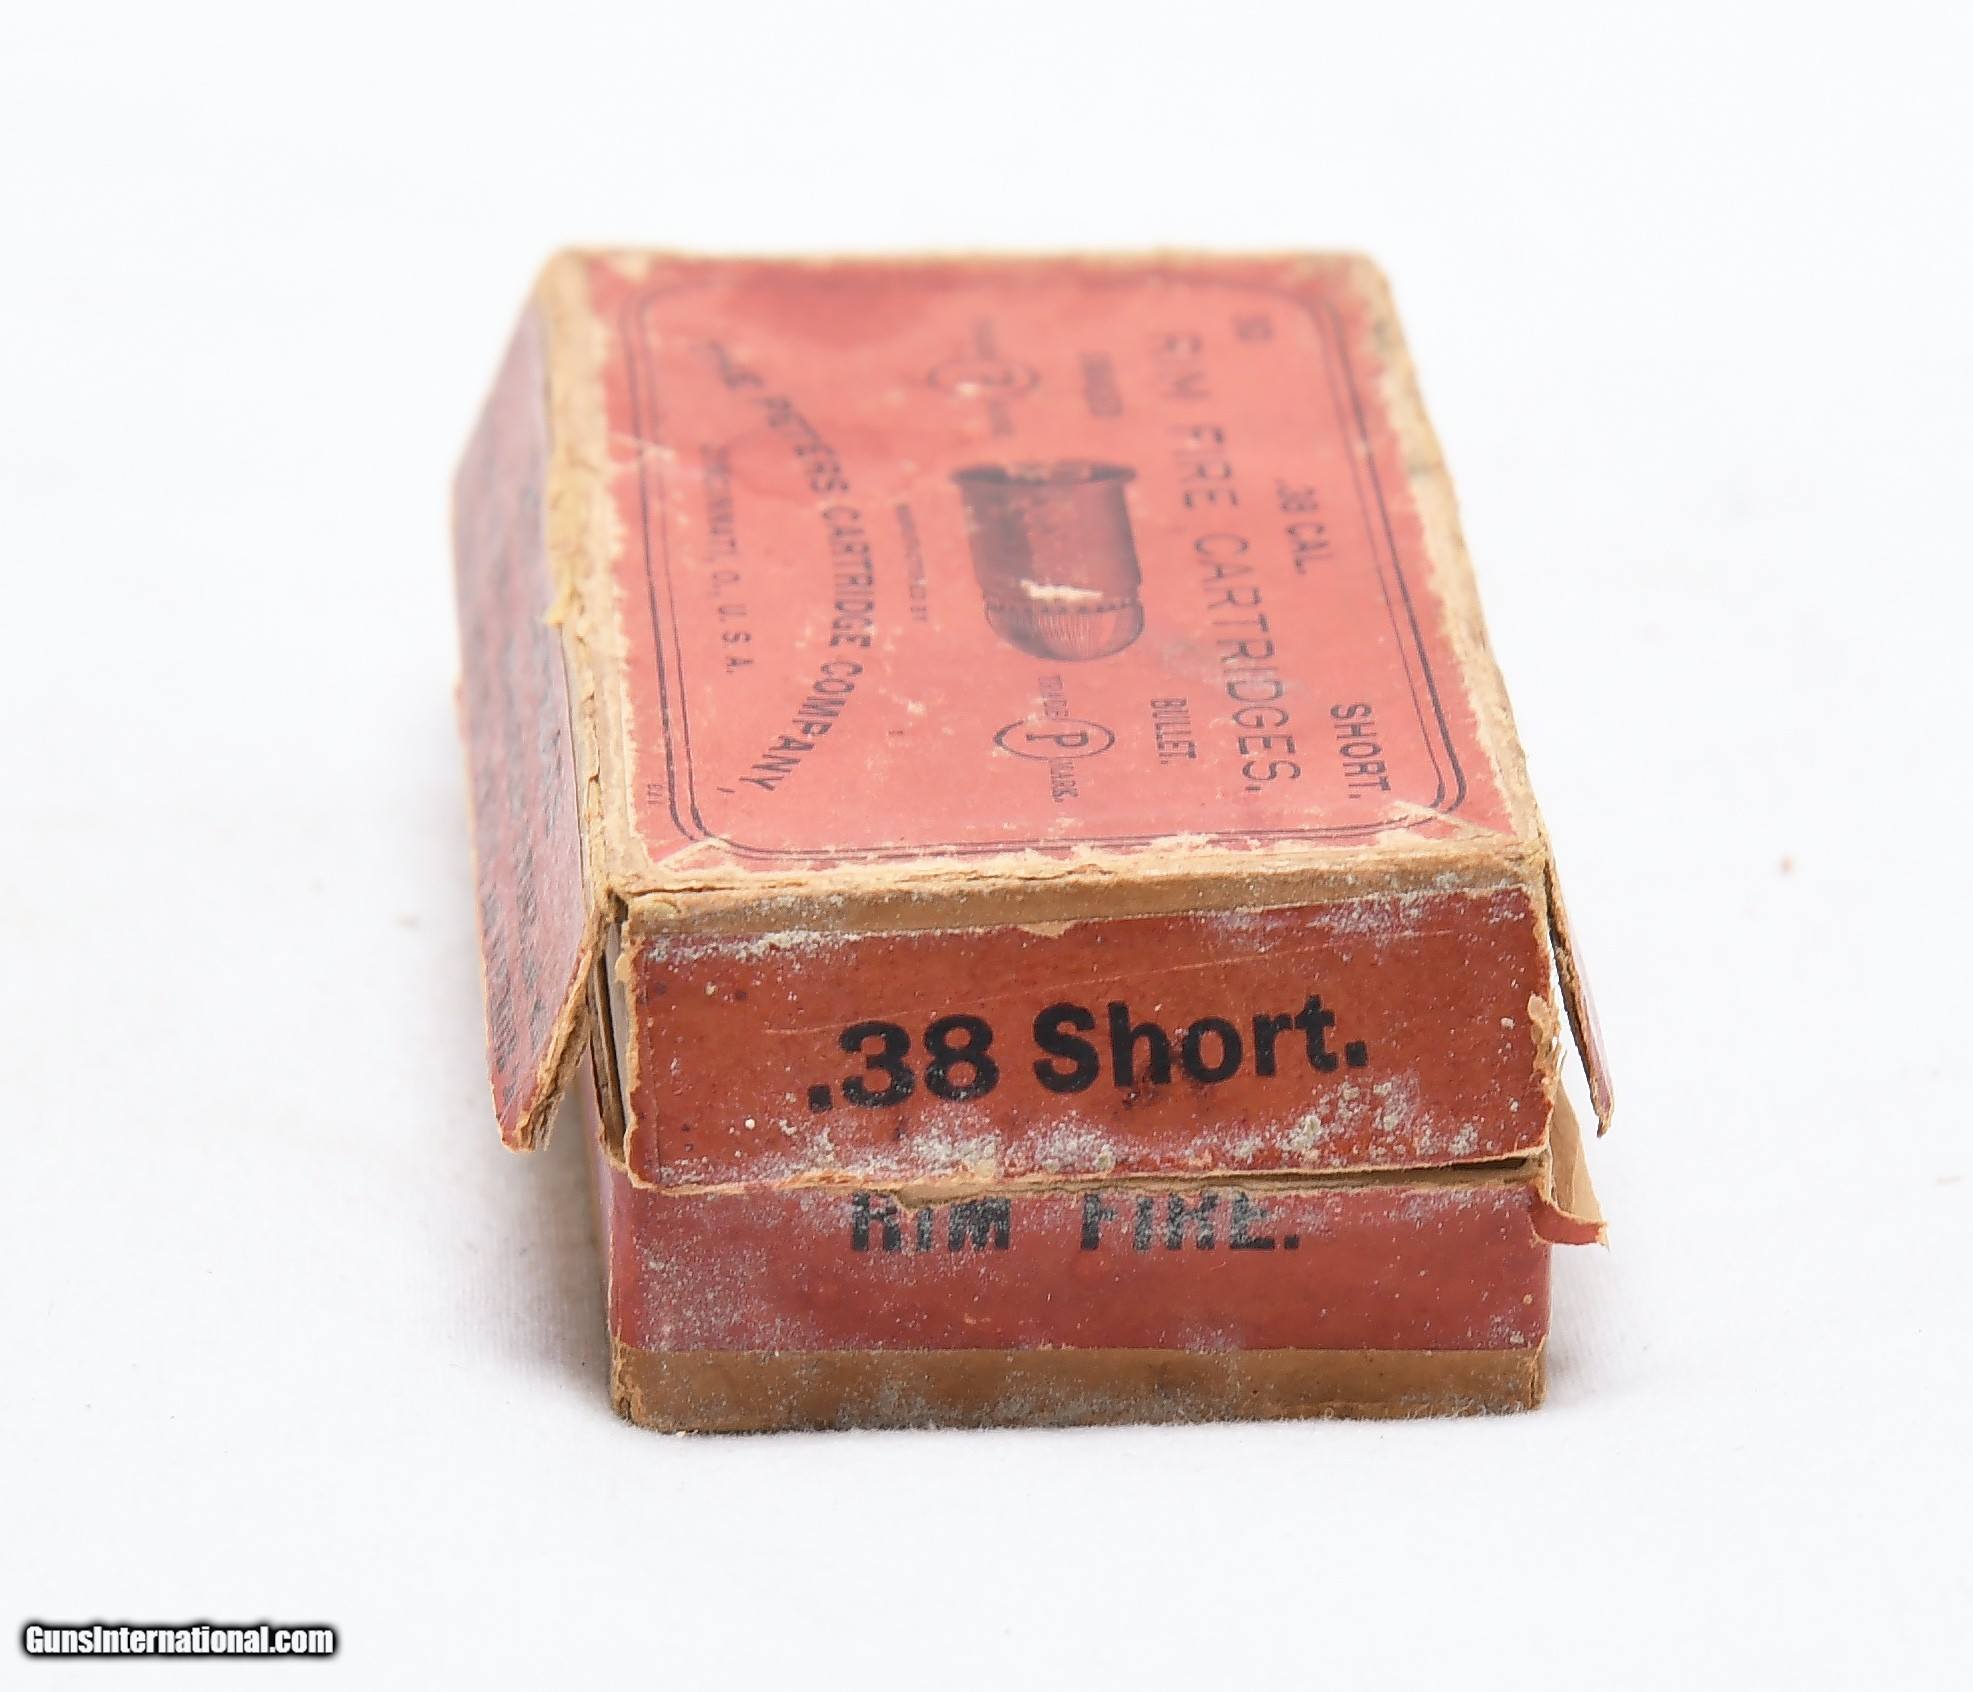 50
.38 CAL.
SHORT.
RIM FIRE CARTRIDGES.
BULLET.
TRADE P MARK.
MANUFACTURED BY
THE PETERS CARTRIDGE COMPANY,
CINCINNATI, O., U. S. A.
.38 Short.
RIM FIRE.
GunsInternational.com